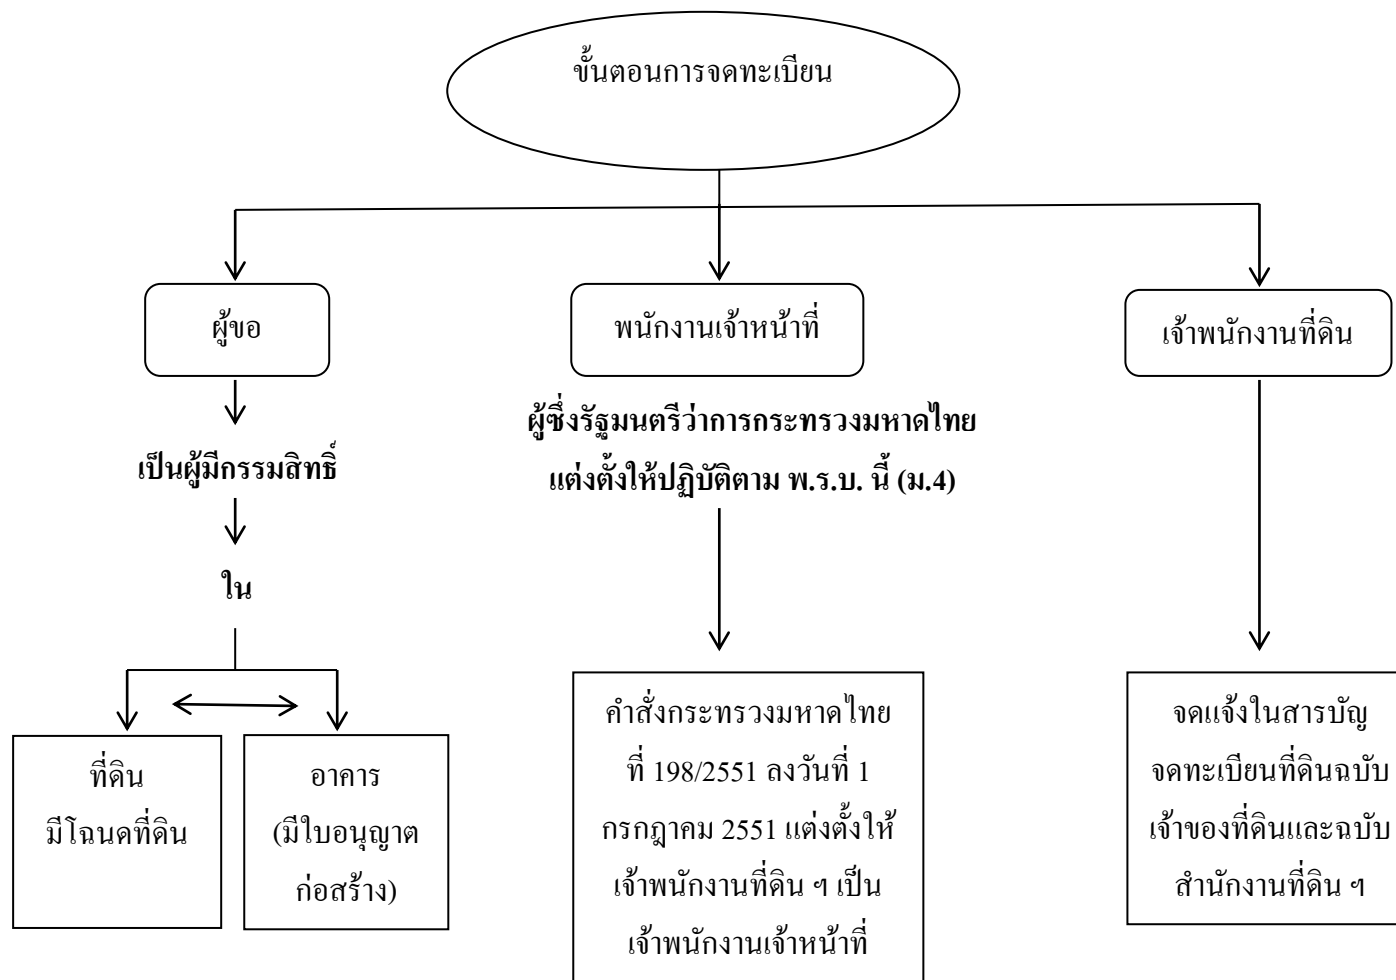 ขั้นตอนการจดทะเบียน
ผู้ขอ
พนักงานเจ้าหน้าที่
เจ้าพนักงานที่ดิน
เป็นผู้มีกรรมสิทธิ์
ใน
ผู้ซึ่งรัฐมนตรีว่าการกระทรวงมหาดไทย
แต่งตั้งให้ปฏิบัติตาม พ.ร.บ. นี้ (ม.4)
ที่ดิน
มีโฉนดที่ดิน
อาคาร
(มีใบอนุญาต
ก่อสร้าง)
คำสั่งกระทรวงมหาดไทย
ที่ 198/2551 ลงวันที่ 1
กรกฎาคม 2551 แต่งตั้งให้
เจ้าพนักงานที่ดิน ฯ เป็น
เจ้าพนักงานเจ้าหน้าที่
จดแจ้งในสารบัญ
จดทะเบียนที่ดินฉบับ
เจ้าของที่ดินและฉบับ
สำนักงานที่ดิน ฯ